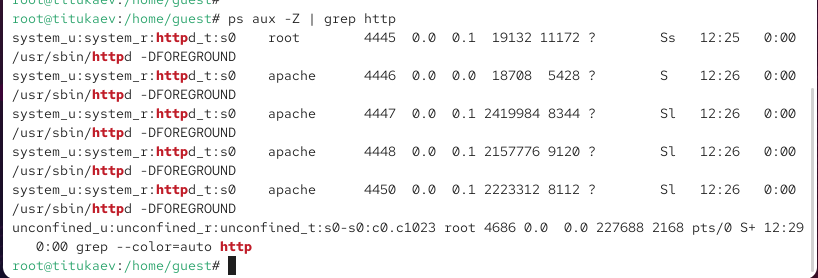 root@titukaev:/home/guest#
root@titukaev:/home/guest# ps aux -Z | grep http
system_u:system_r:httpd_t:s0    root        4445  0.0  0.1  19132 11172 ?        Ss   12:25   0:00
/usr/sbin/httpd -DFOREGROUND
system_u:system_r:httpd_t:s0    apache      4446  0.0  0.0  18708  5428 ?        S    12:26   0:00
/usr/sbin/httpd -DFOREGROUND
system_u:system_r:httpd_t:s0    apache      4447  0.0  0.1 2419984 8344 ?        Sl   12:26   0:00
/usr/sbin/httpd -DFOREGROUND
system_u:system_r:httpd_t:s0    apache      4448  0.0  0.1 2157776 9120 ?        Sl   12:26   0:00
/usr/sbin/httpd -DFOREGROUND
system_u:system_r:httpd_t:s0    apache      4450  0.0  0.1 2223312 8112 ?        Sl   12:26   0:00
/usr/sbin/httpd -DFOREGROUND
unconfined_u:unconfined_r:unconfined_t:s0-s0:c0.c1023 root 4686 0.0  0.0 227688 2168 pts/0 S+ 12:29
   0:00 grep --color=auto http
root@titukaev:/home/guest#